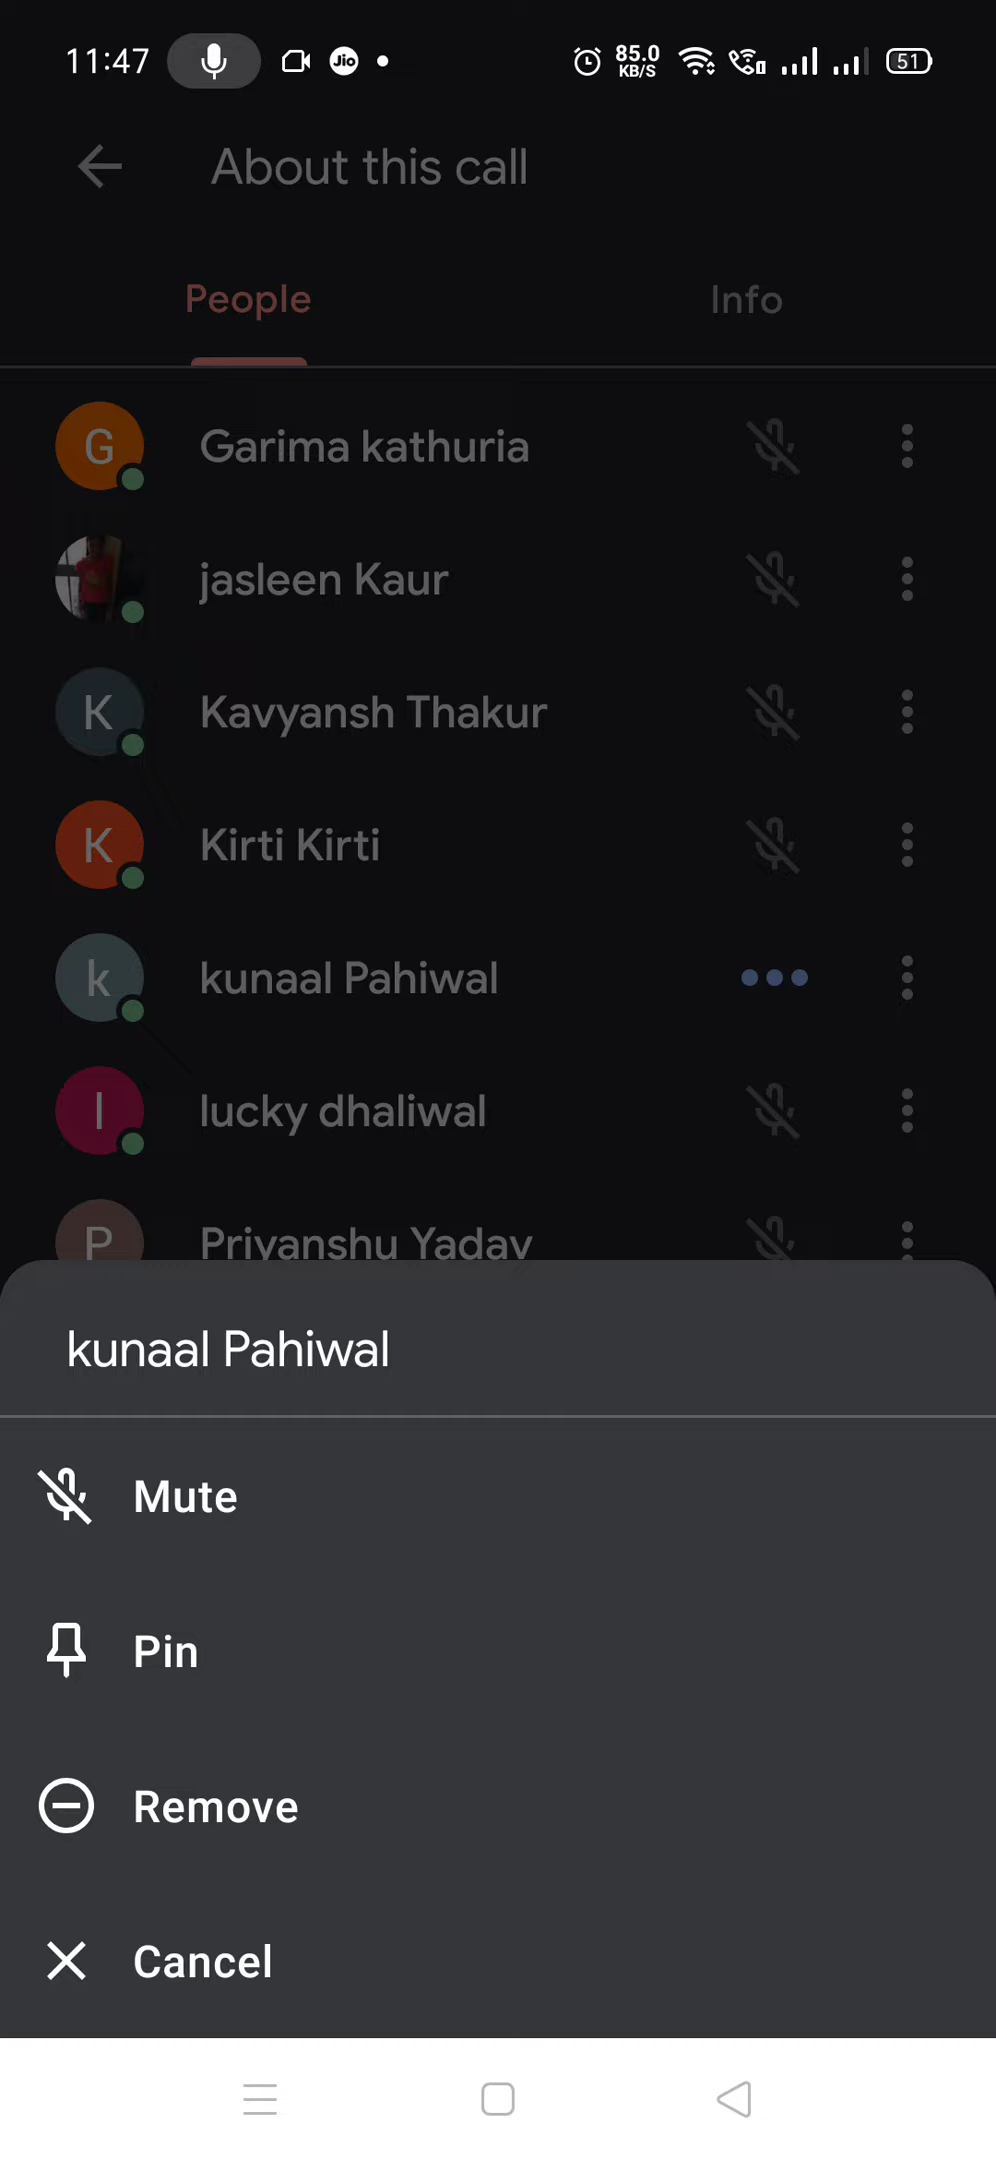 11:47 Jio 85.0 KB/S 51
About this call
People Info
G Garima kathuria
jasleen Kaur
K Kavyansh Thakur
K Kirti Kirti
k kunaal Pahiwal
l lucky dhaliwal
P Priyanshu Yadav
kunaal Pahiwal
Mute
Pin
Remove
Cancel